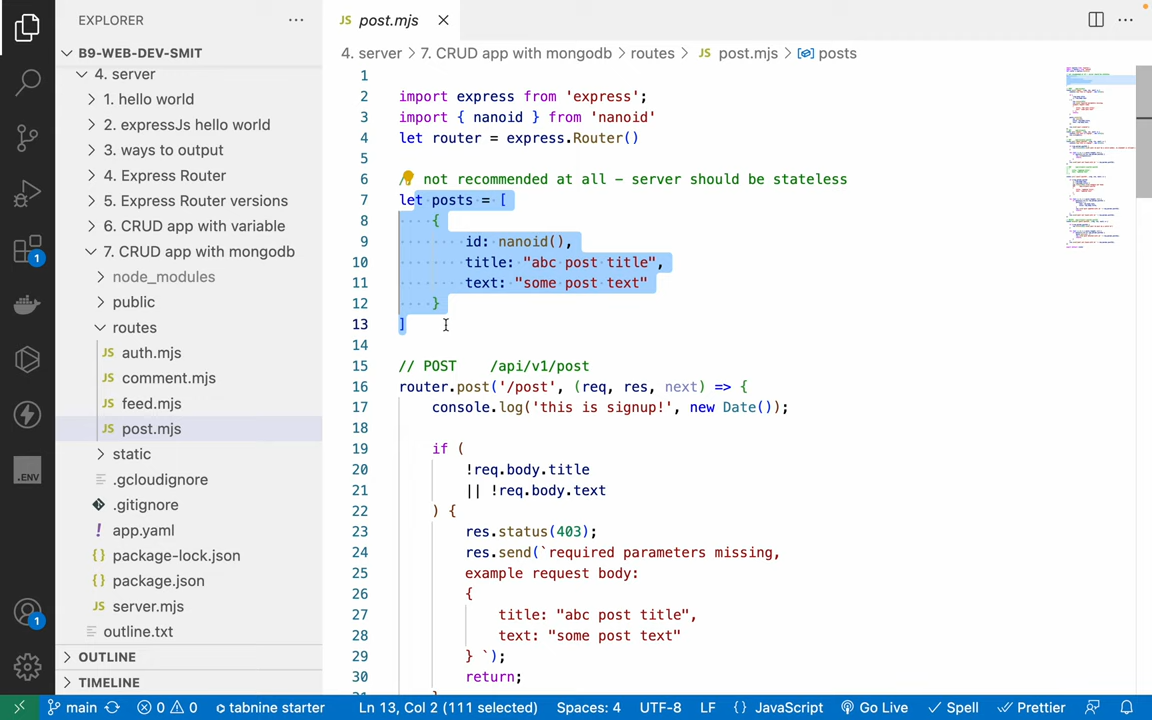 EXPLORER
B9-WEB-DEV-SMIT
4. server
1. hello world
2. expressJs hello world
3. ways to output
4. Express Router
5. Express Router versions
6. CRUD app with variable
7. CRUD app with mongodb
node_modules
public
routes
JS auth.mjs
JS comment.mjs
JS feed.mjs
JS post.mjs
static
.gcloudignore
.gitignore
! app.yaml
{} package-lock.json
{} package.json
JS server.mjs
outline.txt
OUTLINE
TIMELINE
1
1
.ENV
JS post.mjs
4. server > 7. CRUD app with mongodb > routes > JS post.mjs > posts
1
2 import express from 'express';
3 import { nanoid } from 'nanoid'
4 let router = express.Router()
5
6 // not recommended at all - server should be stateless
7 let posts = [
8 {
9 id: nanoid(),
10 title: "abc post title",
11 text: "some post text"
12 }
13 ]
14
15 // POST /api/v1/post
16 router.post('/post', (req, res, next) => {
17 console.log('this is signup!', new Date());
18
19 if (
20 !req.body.title
21 || !req.body.text
22 ) {
23 res.status(403);
24 res.send(`required parameters missing,
25 example request body:
26 {
27 title: "abc post title",
28 text: "some post text"
29 } `);
30 return;
main 0 0 tabnine starter Ln 13, Col 2 (111 selected) Spaces: 4 UTF-8 LF {} JavaScript Go Live Spell Prettier